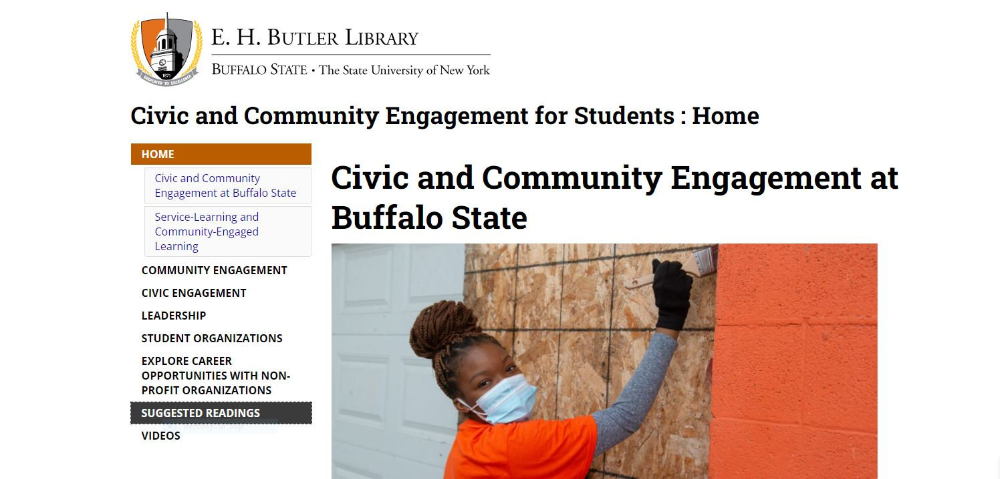 E. H. BUTLER LIBRARY
BUFFALO STATE • The State University of New York
1871
DEDICATED TO EXCELLENCE
Civic and Community Engagement for Students : Home
HOME
Civic and Community
Engagement at Buffalo State
Service-Learning and
Community-Engaged
Learning
COMMUNITY ENGAGEMENT
CIVIC ENGAGEMENT
LEADERSHIP
STUDENT ORGANIZATIONS
EXPLORE CAREER
OPPORTUNITIES WITH NON-
PROFIT ORGANIZATIONS
SUGGESTED READINGS
VIDEOS
Civic and Community Engagement at
Buffalo State